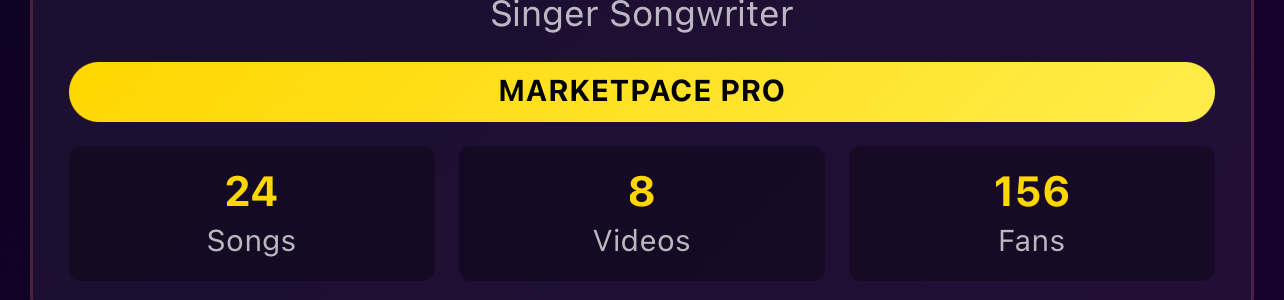 Singer Songwriter
MARKETPACE PRO
24
Songs
8
Videos
156
Fans